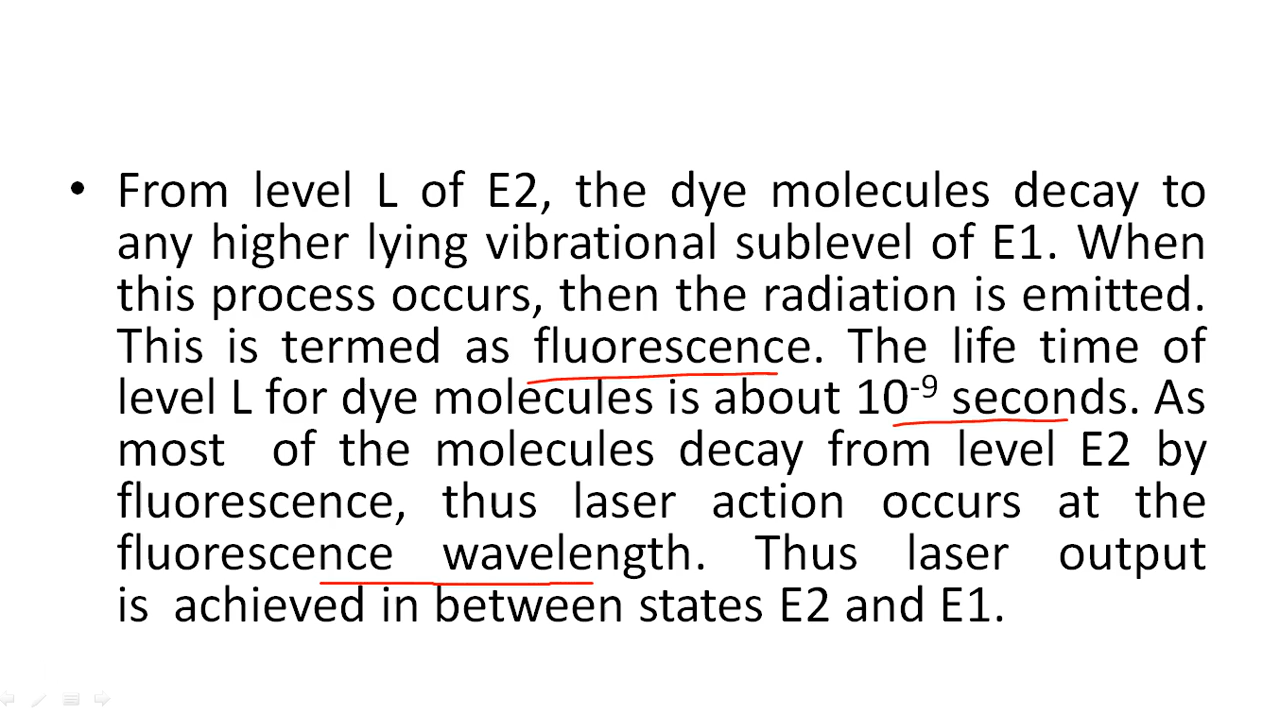 • From level L of E2, the dye molecules decay to
any higher lying vibrational sublevel of E1. When
this process occurs, then the radiation is emitted.
This is termed as fluorescence. The life time of
level L for dye molecules is about 10⁻⁹ seconds. As
most of the molecules decay from level E2 by
fluorescence, thus laser action occurs at the
fluorescence wavelength. Thus laser output
is achieved in between states E2 and E1.